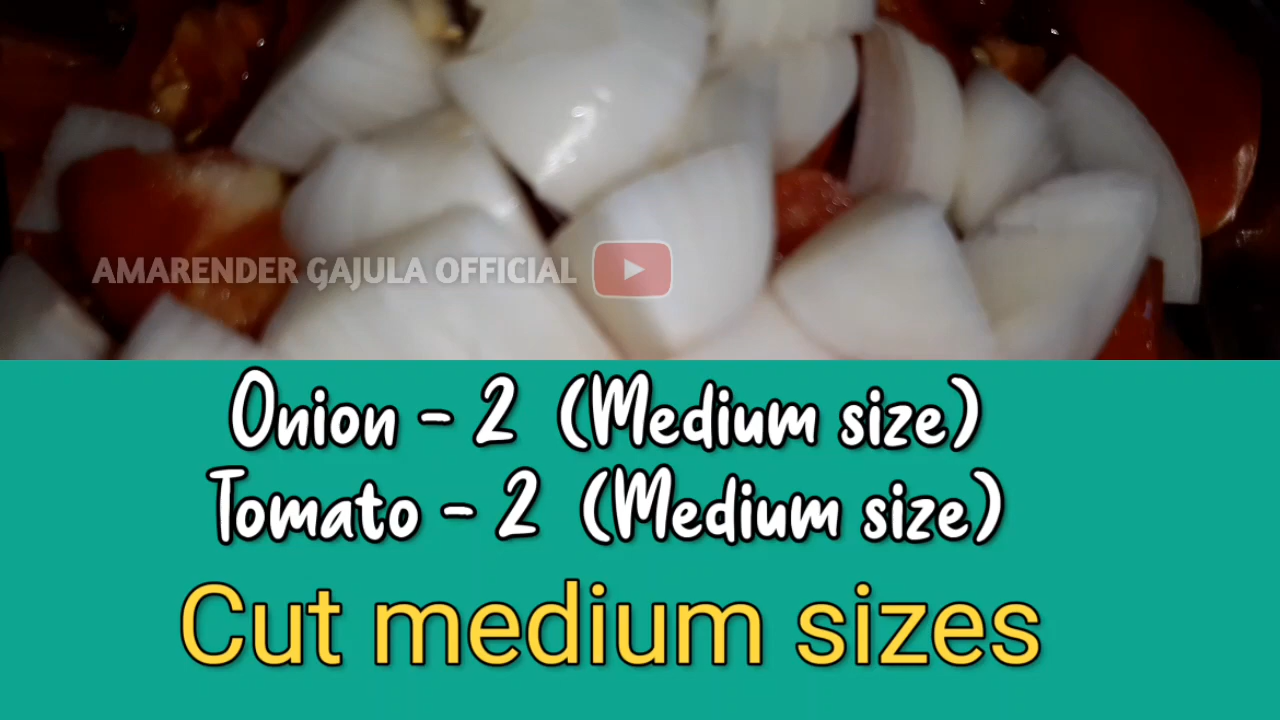 AMARENDER GAJULA OFFICIAL
Onion - 2 (Medium size)
Tomato - 2 (Medium size)
Cut medium sizes